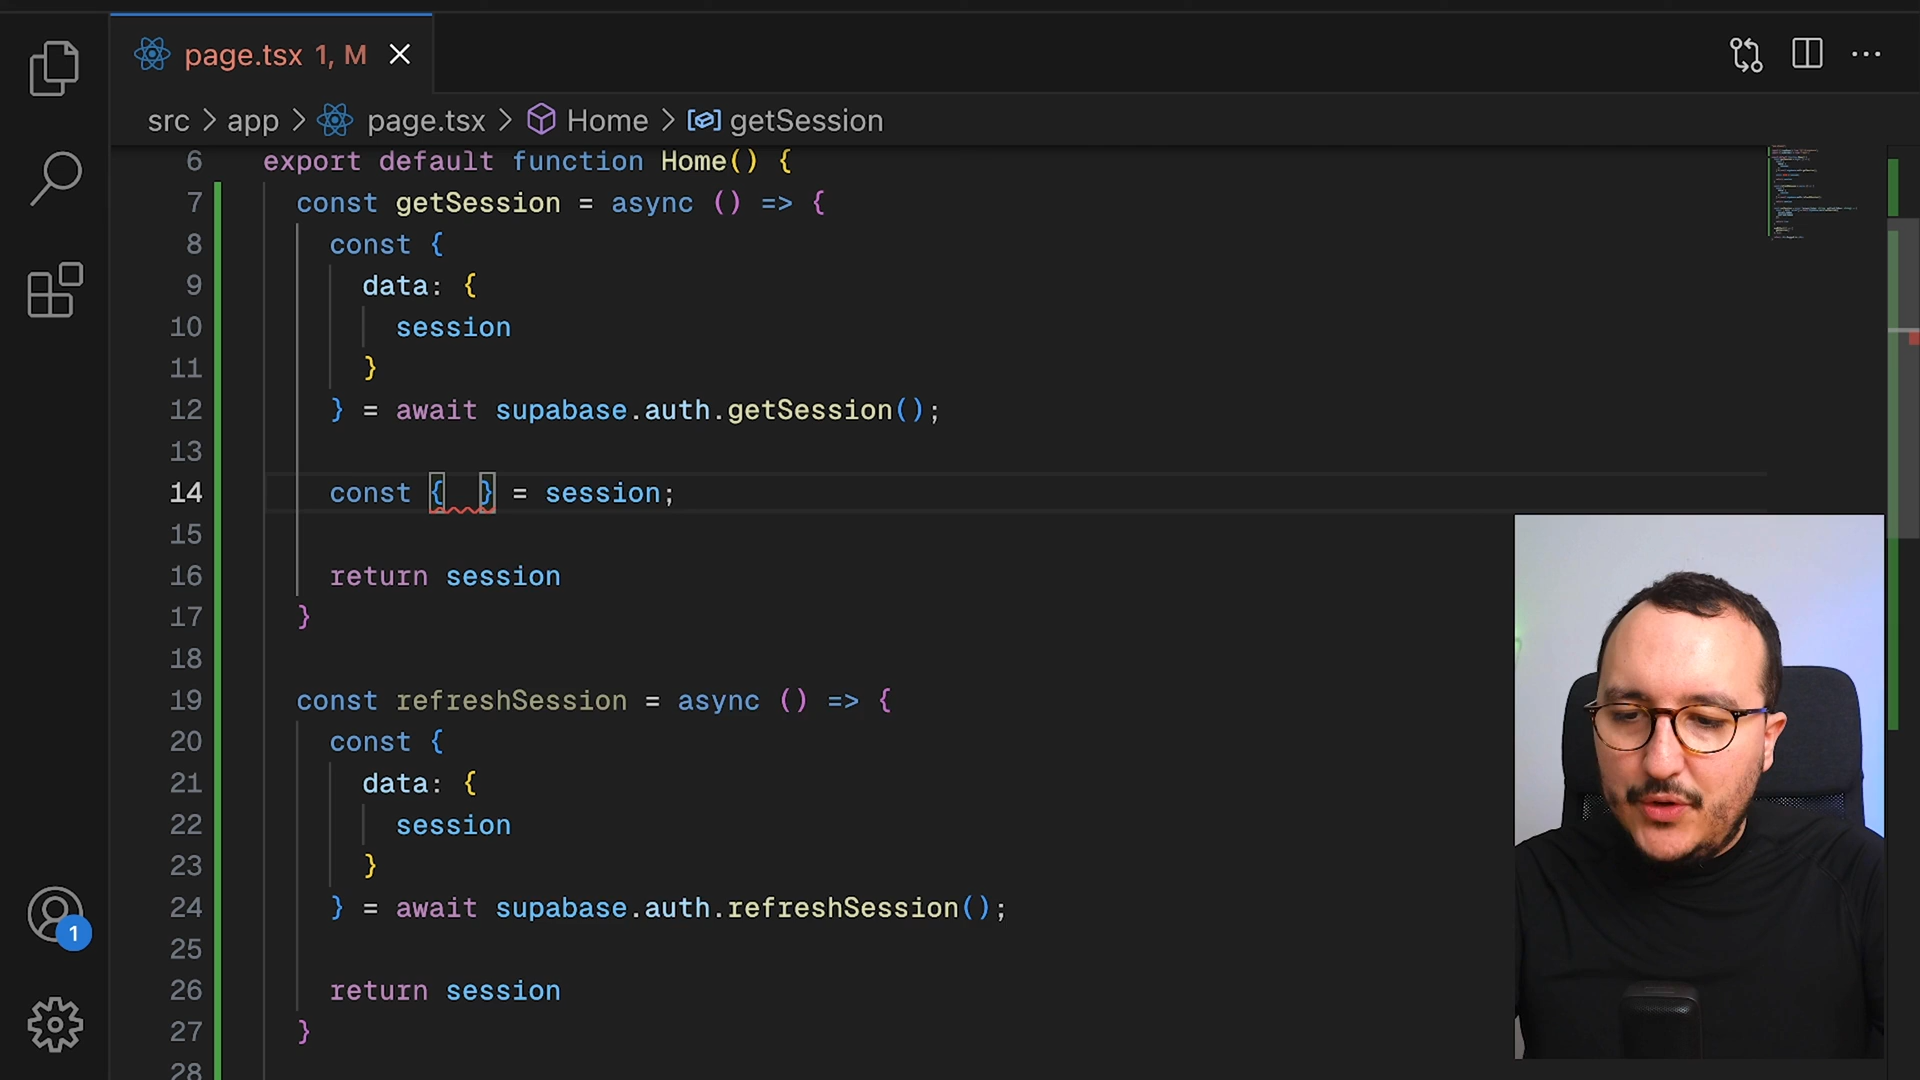 page.tsx 1, M
src > app > page.tsx > Home > getSession
6 export default function Home() {
7 const getSession = async () => {
8 const {
9 data: {
10 session
11 }
12 } = await supabase.auth.getSession();
13
14 const {  } = session;
15
16 return session
17 }
18
19 const refreshSession = async () => {
20 const {
21 data: {
22 session
23 }
24 } = await supabase.auth.refreshSession();
25
26 return session
27 }
28
1